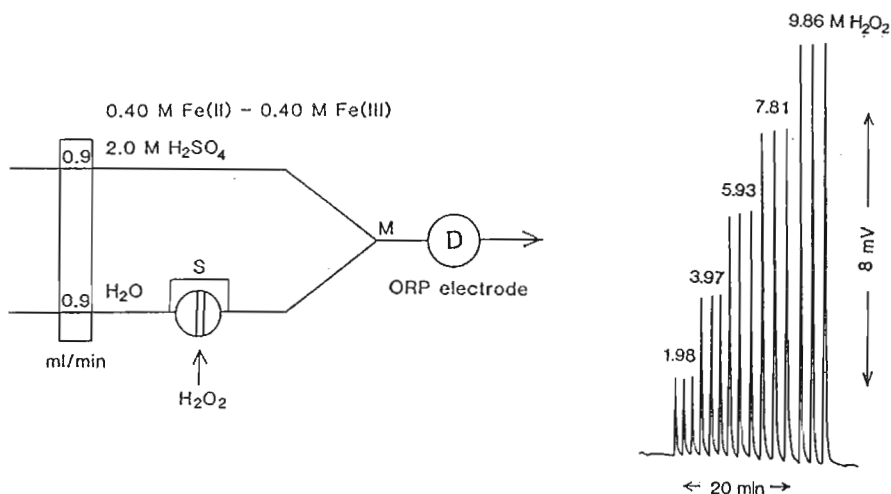 0.40 M Fe(II) – 0.40 M Fe(III)
0.9
2.0 M H₂SO₄
M
D
S
ORP electrode
0.9
H₂O
ml/min
H₂O₂
9.86 M H₂O₂
7.81
5.93
3.97
1.98
8 mV
20 min